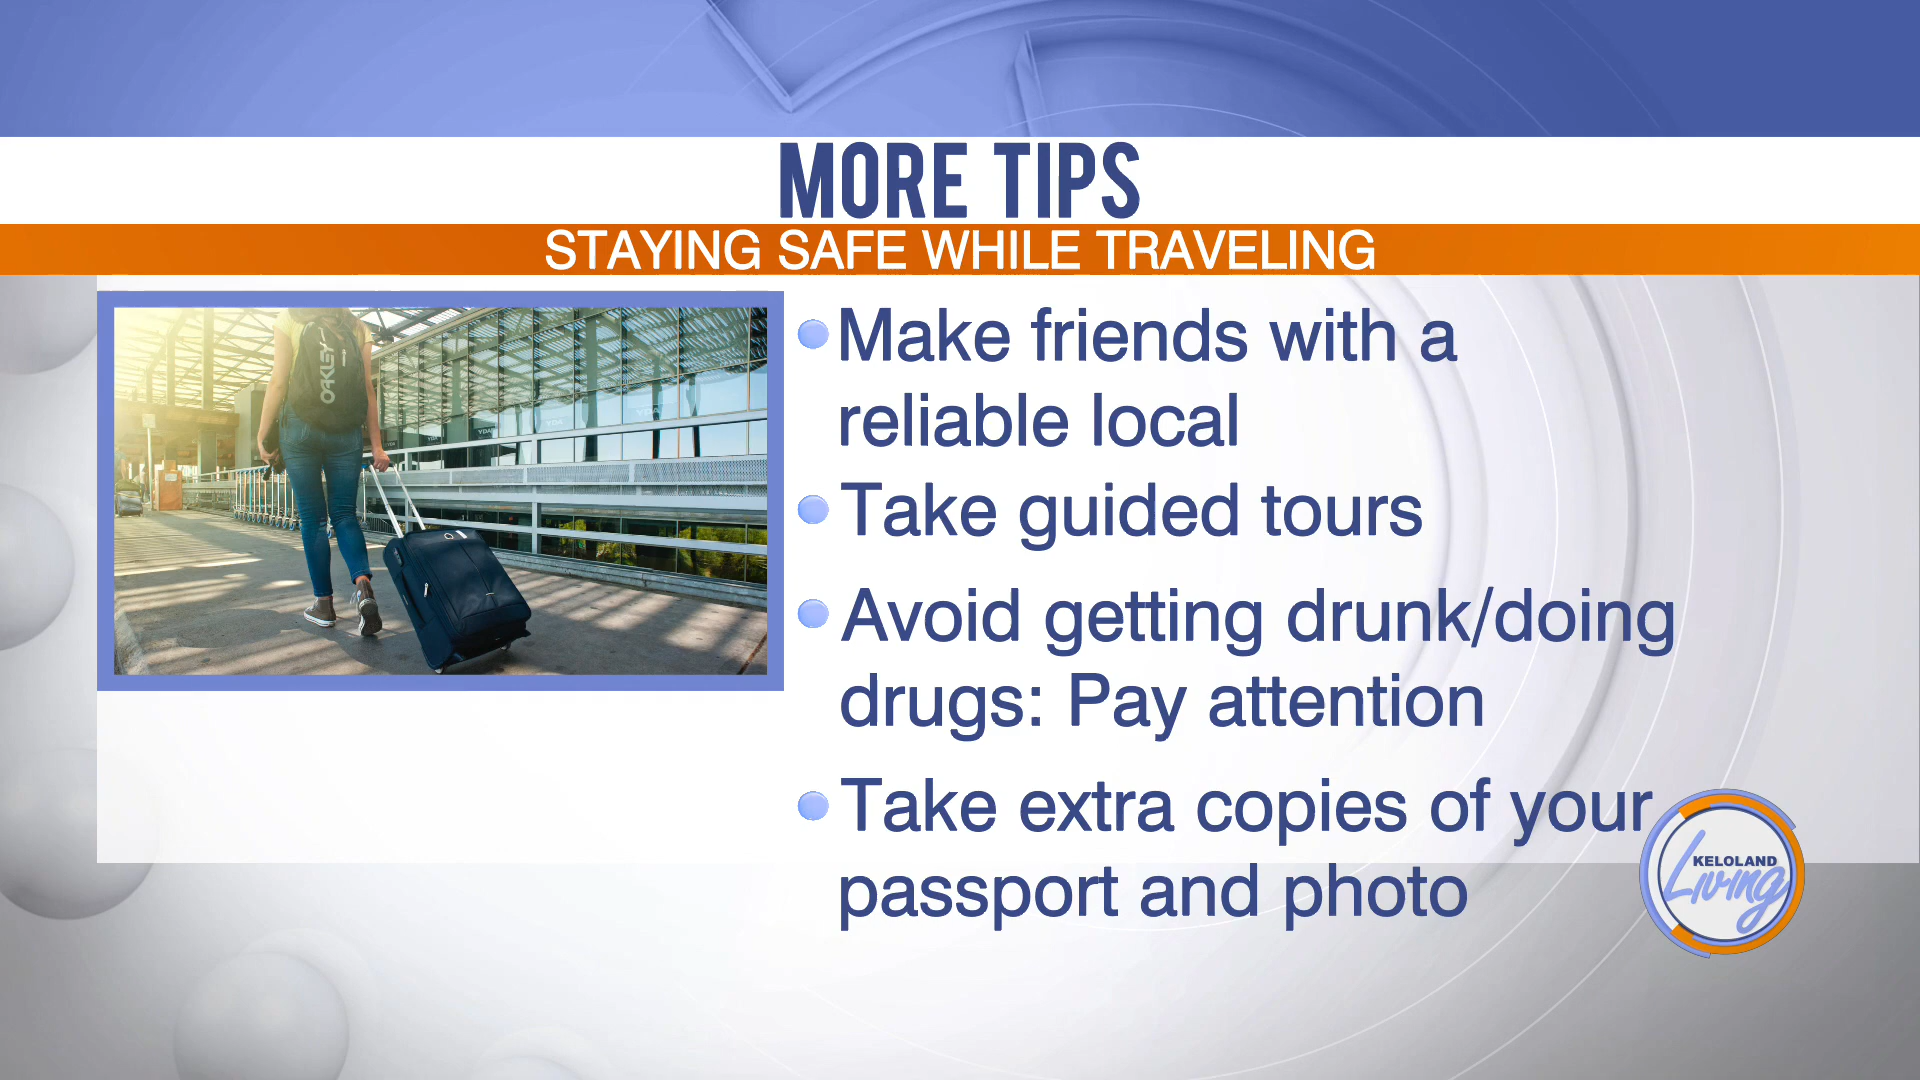 MORE TIPS
STAYING SAFE WHILE TRAVELING
OAKLEY
Make friends with a
reliable local
Take guided tours
Avoid getting drunk/doing
drugs: Pay attention
Take extra copies of your
passport and photo
KELOLAND
Living